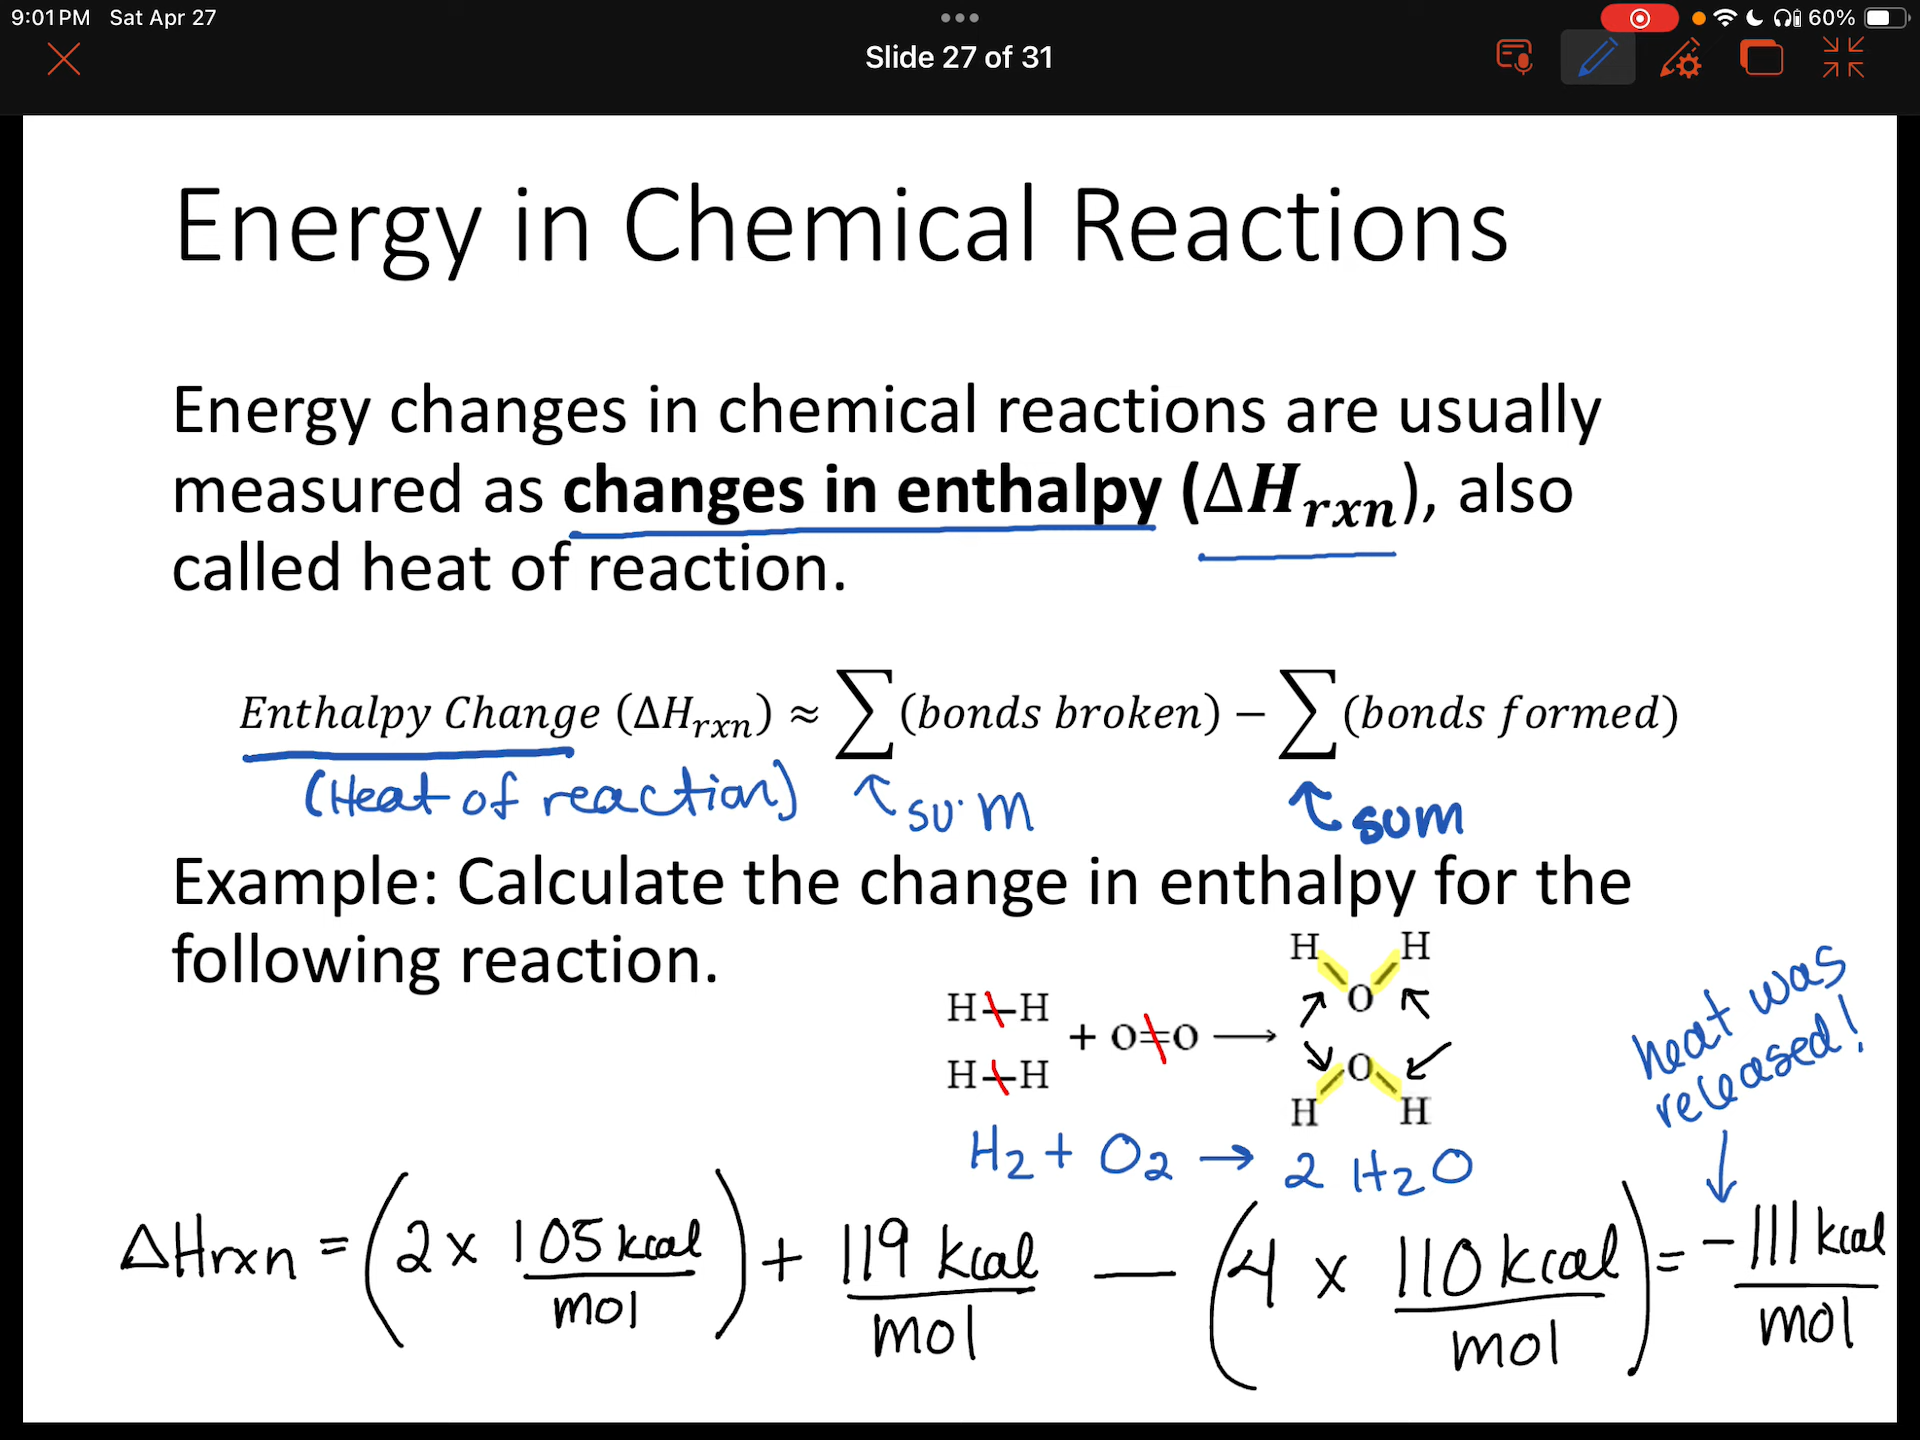 9:01 PM Sat Apr 27
60%
Slide 27 of 31
Energy in Chemical Reactions
Energy changes in chemical reactions are usually
measured as changes in enthalpy (ΔH_rxn), also
called heat of reaction.
Enthalpy Change (ΔH_rxn) ≈ ∑(bonds broken) − ∑(bonds formed)
(Heat of reaction) ↑ sum ↑ sum
Example: Calculate the change in enthalpy for the
following reaction.
H H
H—H O
+ O=O ⟶
H—H O
H H
heat was
released!
H2 + O2 → 2 H2O
ΔHrxn = (2 x 105 kcal/mol) + 119 kcal/mol — (4 x 110 kcal/mol) = -111 kcal/mol